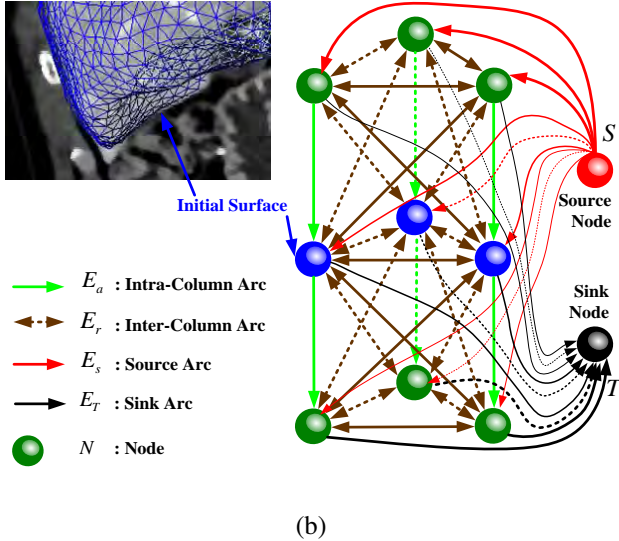 Initial Surface
S
Source
Node
Sink
Node
T
E_a : Intra-Column Arc
E_r : Inter-Column Arc
E_s : Source Arc
E_T : Sink Arc
N : Node
(b)